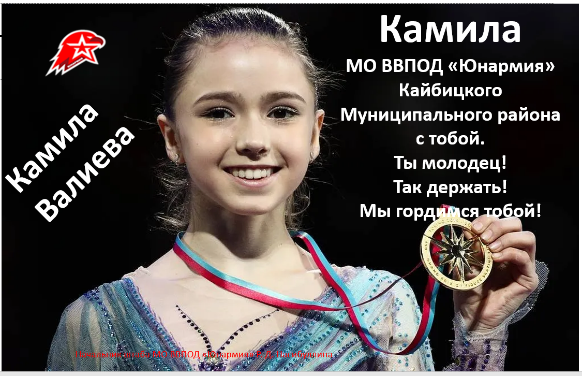 Камила
МО ВВПОД «Юнармия»
Кайбицкого
Муниципального района
с тобой.
Ты молодец!
Так держать!
Мы гордимся тобой!
Камила
Валиева